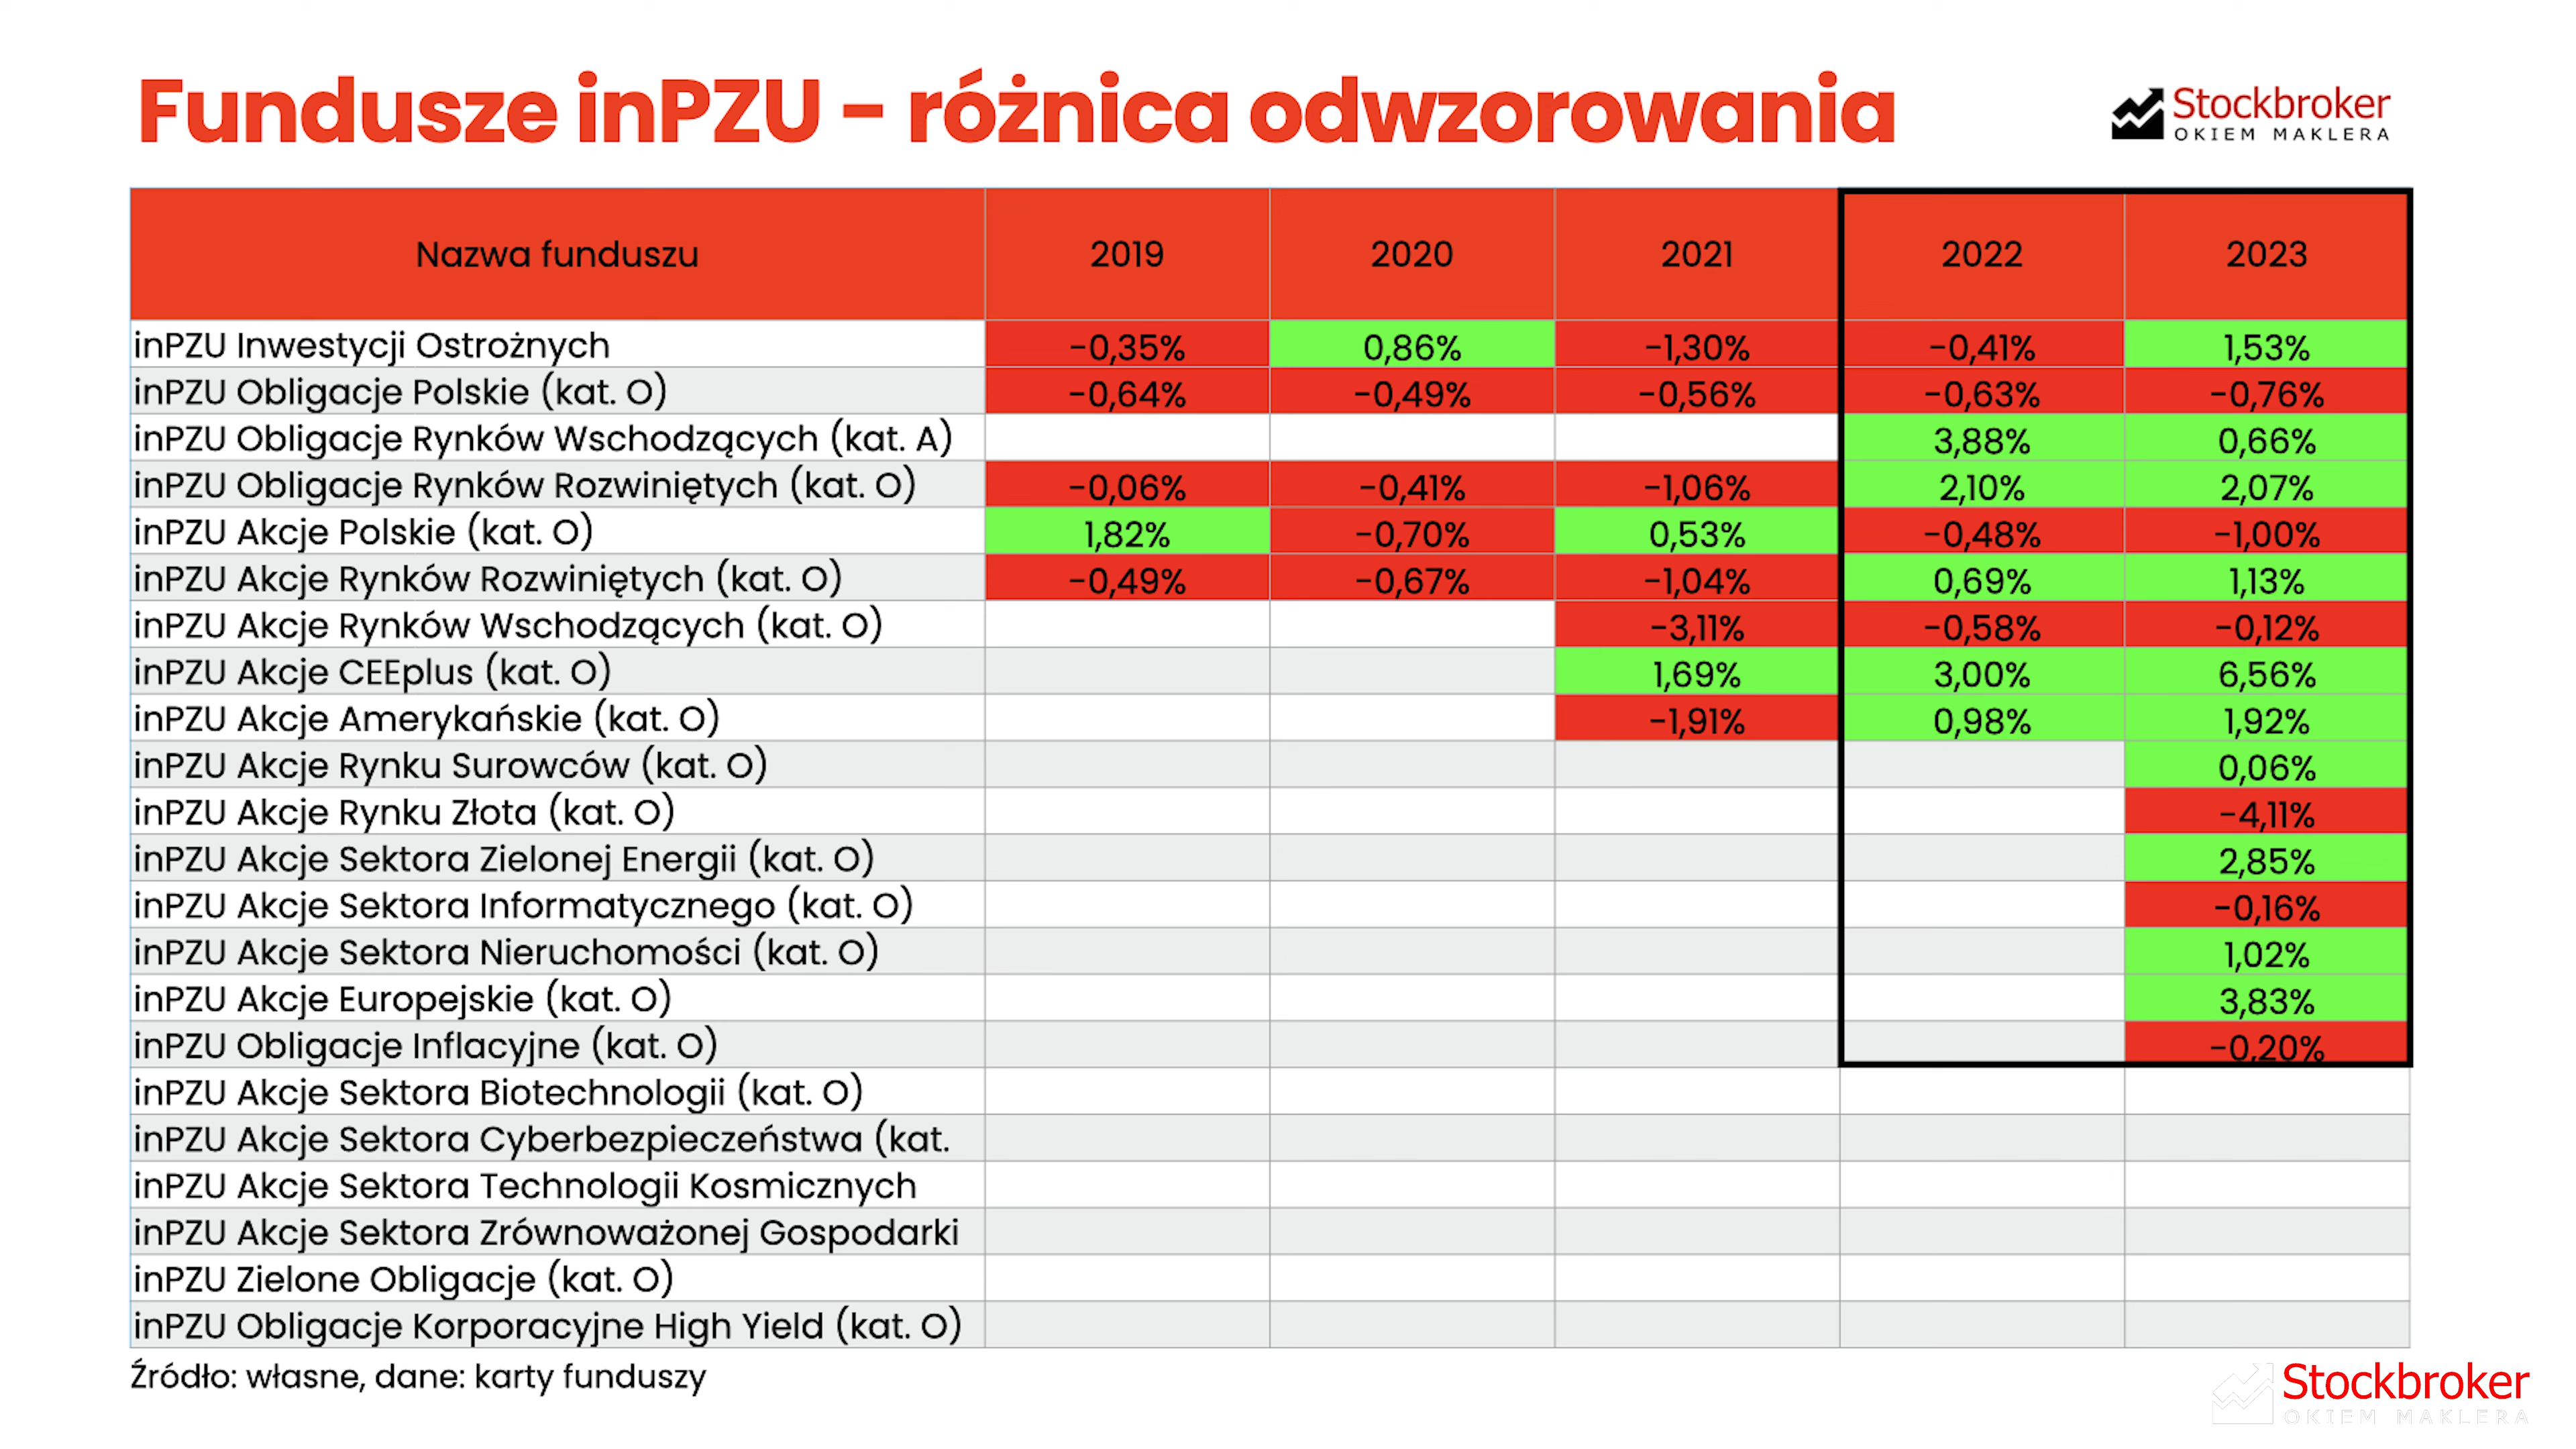 Fundusze inPZU - różnica odwzorowania
Stockbroker
OKIEM MAKLERA
Nazwa funduszu 2019 2020 2021 2022 2023
inPZU Inwestycji Ostrożnych -0,35% 0,86% -1,30% -0,41% 1,53%
inPZU Obligacje Polskie (kat. O) -0,64% -0,49% -0,56% -0,63% -0,76%
inPZU Obligacje Rynków Wschodzących (kat. A) 3,88% 0,66%
inPZU Obligacje Rynków Rozwiniętych (kat. O) -0,06% -0,41% -1,06% 2,10% 2,07%
inPZU Akcje Polskie (kat. O) 1,82% -0,70% 0,53% -0,48% -1,00%
inPZU Akcje Rynków Rozwiniętych (kat. O) -0,49% -0,67% -1,04% 0,69% 1,13%
inPZU Akcje Rynków Wschodzących (kat. O) -3,11% -0,58% -0,12%
inPZU Akcje CEEplus (kat. O) 1,69% 3,00% 6,56%
inPZU Akcje Amerykańskie (kat. O) -1,91% 0,98% 1,92%
inPZU Akcje Rynku Surowców (kat. O) 0,06%
inPZU Akcje Rynku Złota (kat. O) -4,11%
inPZU Akcje Sektora Zielonej Energii (kat. O) 2,85%
inPZU Akcje Sektora Informatycznego (kat. O) -0,16%
inPZU Akcje Sektora Nieruchomości (kat. O) 1,02%
inPZU Akcje Europejskie (kat. O) 3,83%
inPZU Obligacje Inflacyjne (kat. O) -0,20%
inPZU Akcje Sektora Biotechnologii (kat. O)
inPZU Akcje Sektora Cyberbezpieczeństwa (kat.
inPZU Akcje Sektora Technologii Kosmicznych
inPZU Akcje Sektora Zrównoważonej Gospodarki
inPZU Zielone Obligacje (kat. O)
inPZU Obligacje Korporacyjne High Yield (kat. O)
Źródło: własne, dane: karty funduszy
Stockbroker
OKIEM MAKLERA